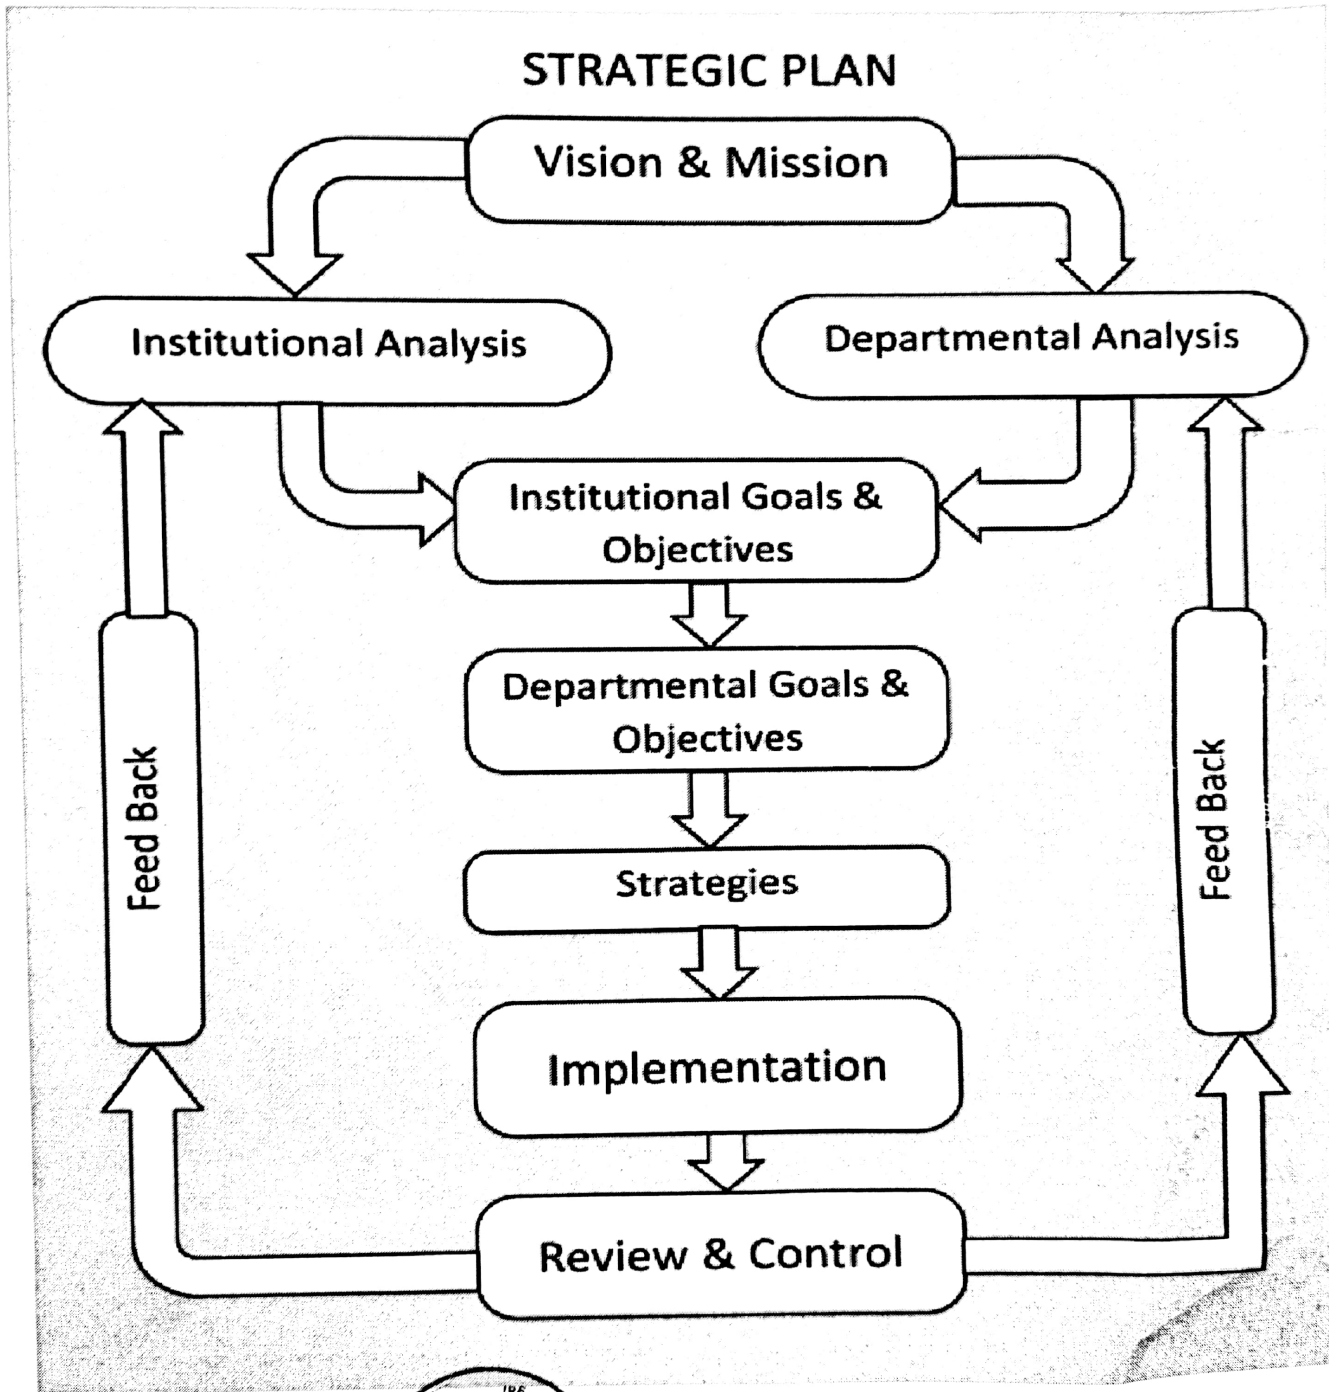 STRATEGIC PLAN
Vision & Mission
Institutional Analysis
Departmental Analysis
Institutional Goals &
Objectives
Departmental Goals &
Objectives
Feed Back
Feed Back
Strategies
Implementation
Review & Control